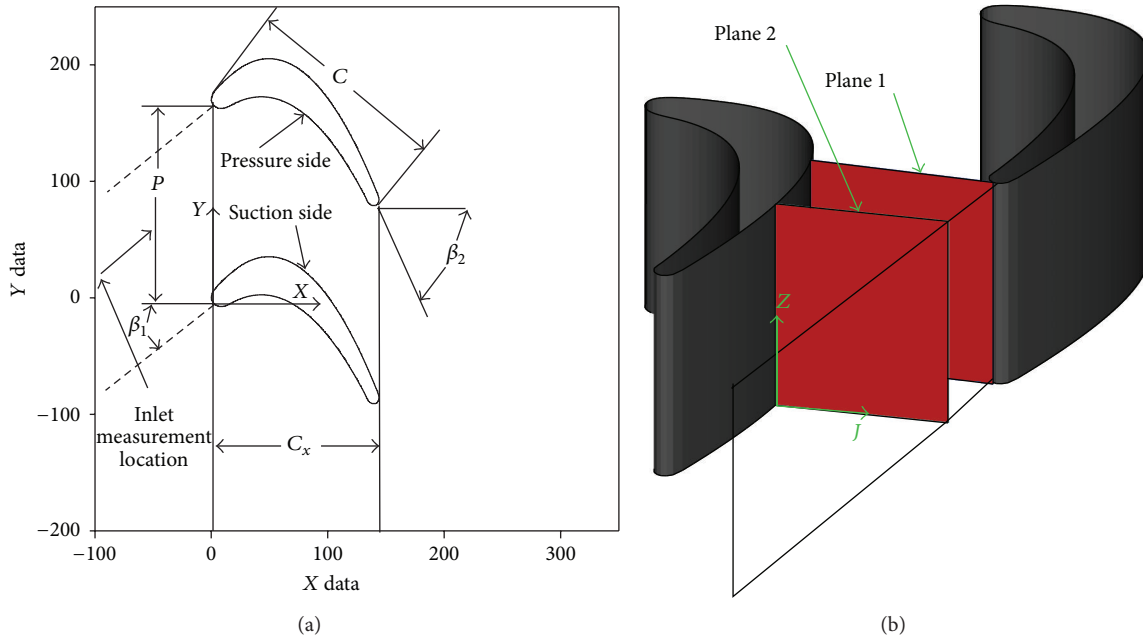 200
100
0
−100
−200
Y data
−100
0
100
200
300
X data
C
P
Pressure side
Y
Suction side
X
β1
β2
Inlet
measurement
location
Cx
(a)
Plane 2
Plane 1
Z
J
(b)